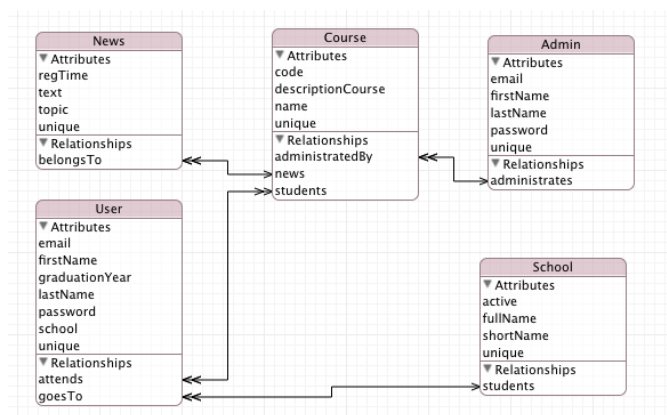 News
Attributes
regTime
text
topic
unique
Relationships
belongsTo
Course
Attributes
code
descriptionCourse
name
unique
Relationships
administratedBy
news
students
Admin
Attributes
email
firstName
lastName
password
unique
Relationships
administrates
User
Attributes
email
firstName
graduationYear
lastName
password
school
unique
Relationships
attends
goesTo
School
Attributes
active
fullName
shortName
unique
Relationships
students